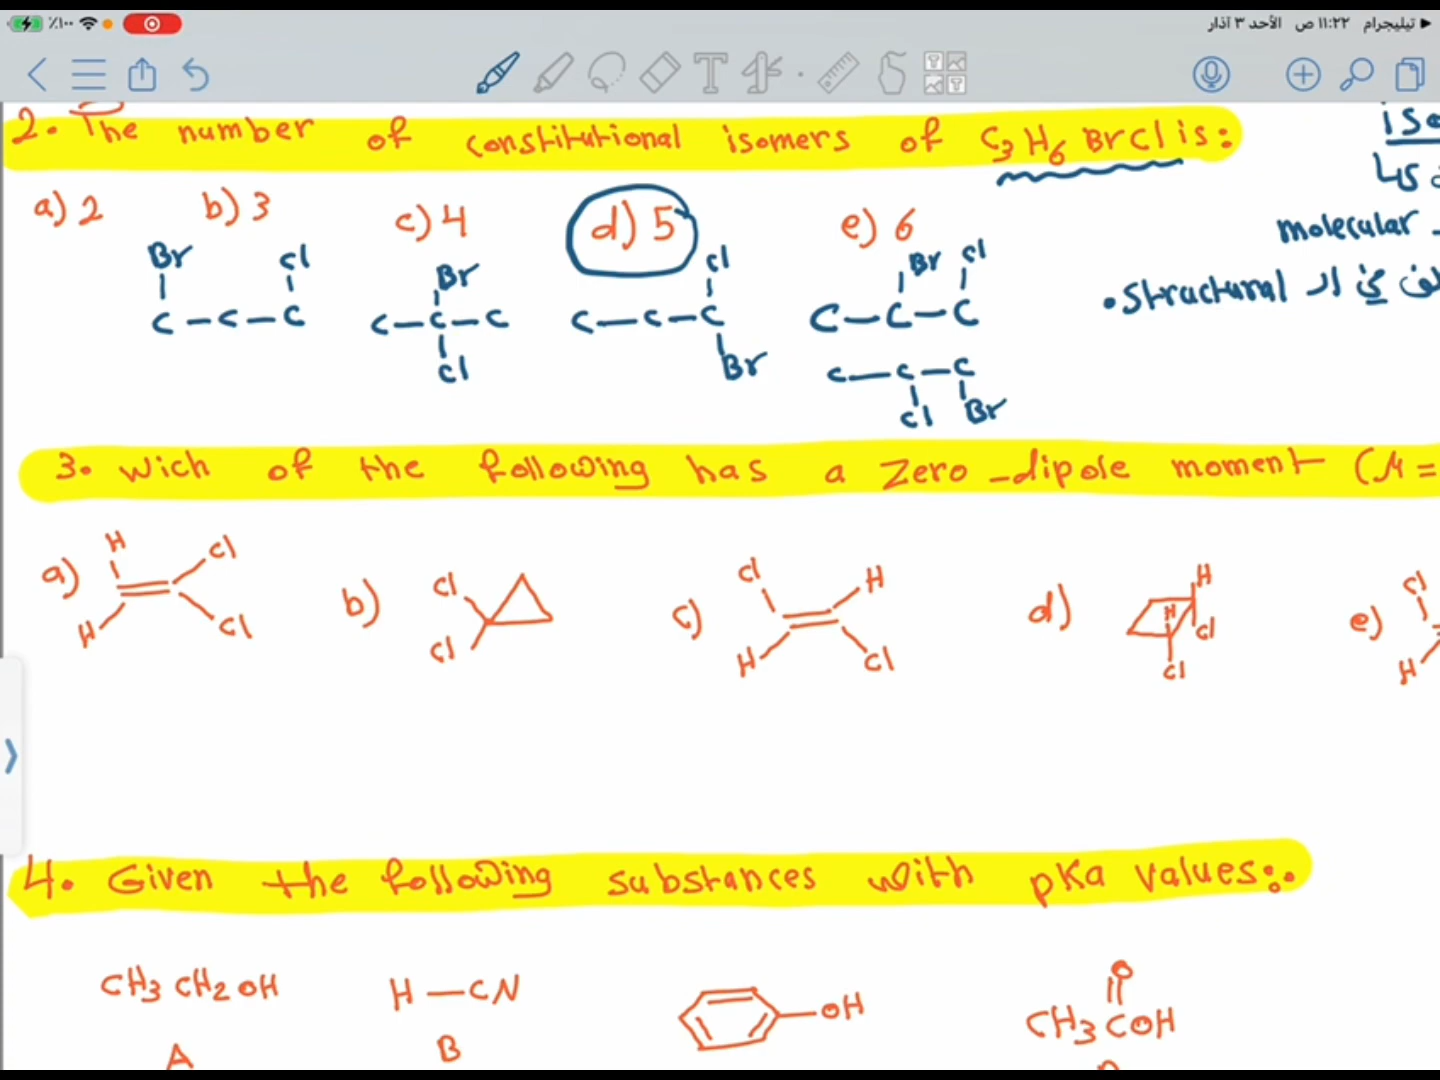 ٪١٠٠ ١١:٢٢ ص الأحد ٣ آذار تيليجرام ◀
2. The number of constitutional isomers of C3H6BrCl is:
a) 2 b) 3 c) 4 d) 5 e) 6
Br Cl Br Cl Br Cl
C-C-C C-C-C C-C-C C-C-C
Cl Br
C-C-C
Cl Br
molecular
• structural
3. Wich of the following has a Zero-dipole moment (M=
a) H Cl H Cl
b) Cl Cl
c) Cl H H Cl
d) H H Cl Cl
e) Cl H
4. Given the following substances with pKa values:.
CH3CH2OH H-CN OH CH3COH
O
A B